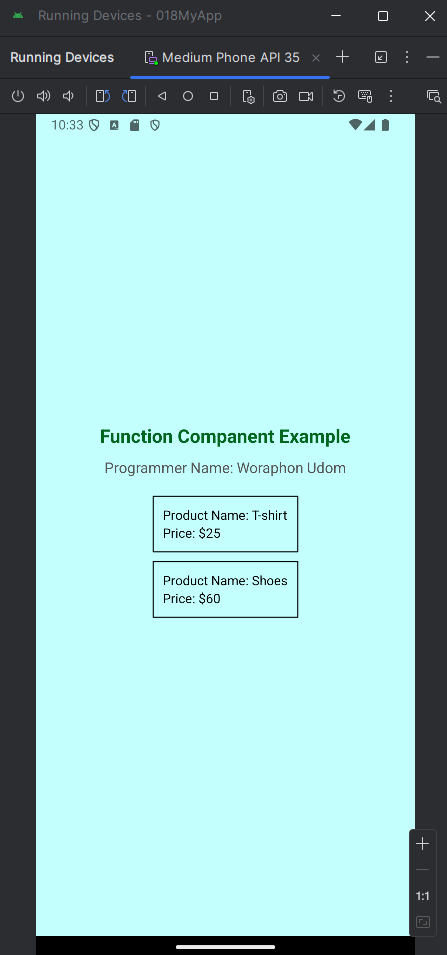 Running Devices - 018MyApp
Running Devices
Medium Phone API 35
10:33
Function Companent Example
Programmer Name: Woraphon Udom
Product Name: T-shirt
Price: $25
Product Name: Shoes
Price: $60
1:1